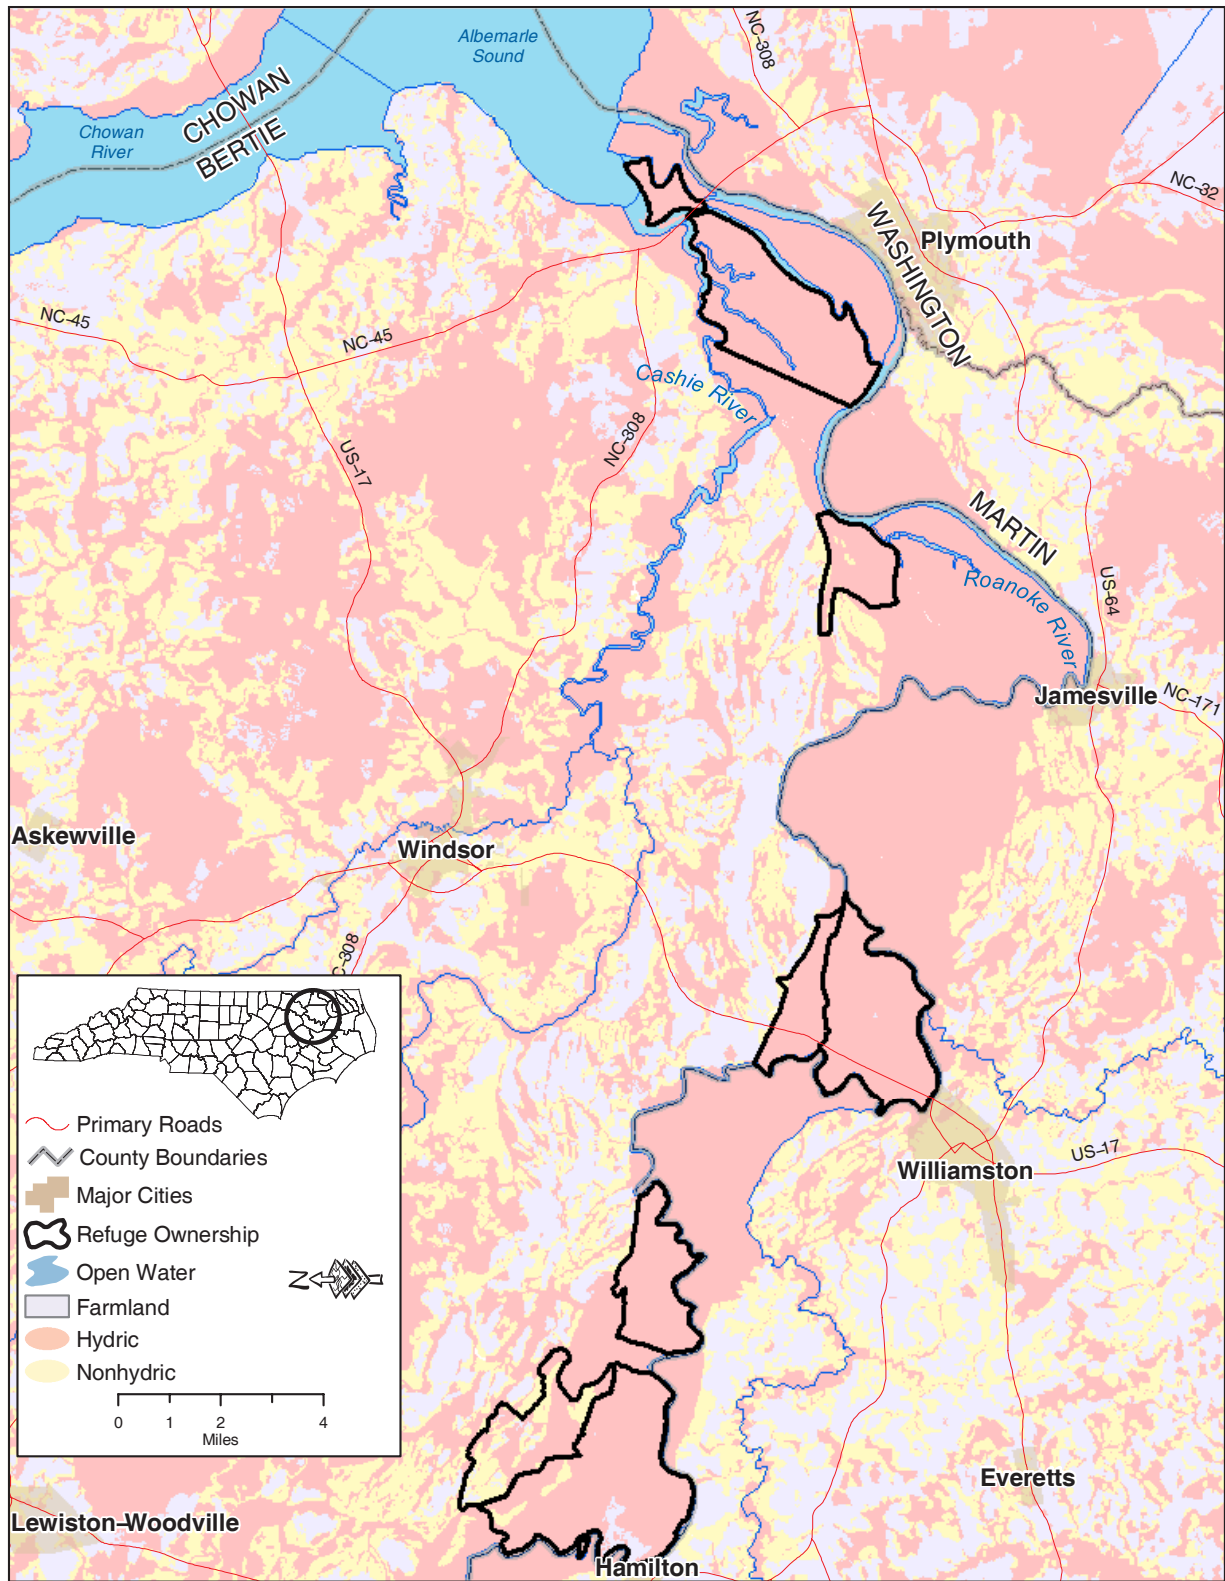 NC-308
Albemarle
Sound
CHOWAN
BERTIE
Chowan
River
NC-32
WASHINGTON
Plymouth
NC-45
NC-45
Cashie River
NC-308
US-17
MARTIN
Roanoke River
US-64
Jamesville
NC-171
Askewville
Windsor
C-308
N
Primary Roads
County Boundaries
Major Cities
Refuge Ownership
Open Water
Farmland
Hydric
Nonhydric
0 1 2 4
Miles
US-17
Williamston
Everetts
Lewiston-Woodville
Hamilton